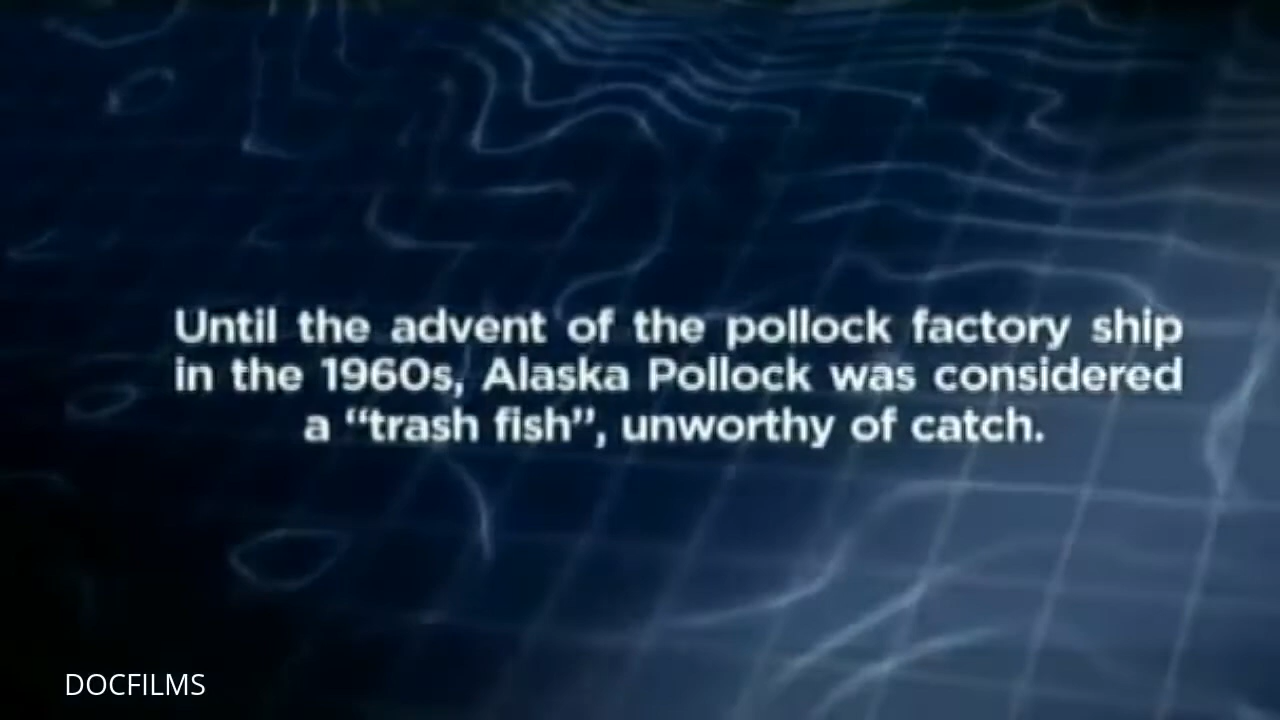 Until the advent of the pollock factory ship
in the 1960s, Alaska Pollock was considered
a “trash fish”, unworthy of catch.
DOCFILMS